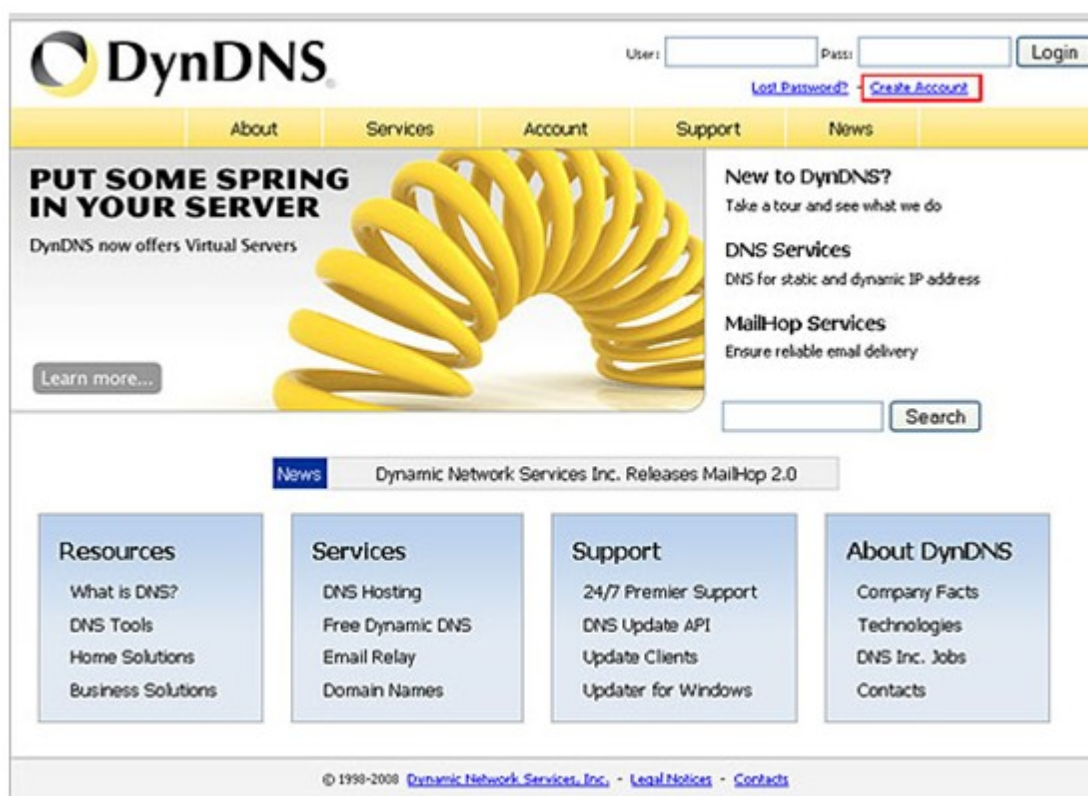 DynDNS
User: Pass: Login
Lost Password? - Create Account
About Services Account Support News
PUT SOME SPRING
IN YOUR SERVER
DynDNS now offers Virtual Servers
Learn more...
New to DynDNS?
Take a tour and see what we do
DNS Services
DNS for static and dynamic IP address
MailHop Services
Ensure reliable email delivery
Search
News Dynamic Network Services Inc. Releases MailHop 2.0
Resources
What is DNS?
DNS Tools
Home Solutions
Business Solutions
Services
DNS Hosting
Free Dynamic DNS
Email Relay
Domain Names
Support
24/7 Premier Support
DNS Update API
Update Clients
Updater for Windows
About DynDNS
Company Facts
Technologies
DNS Inc. Jobs
Contacts
© 1998-2008 Dynamic Network Services, Inc. - Legal Notices - Contacts